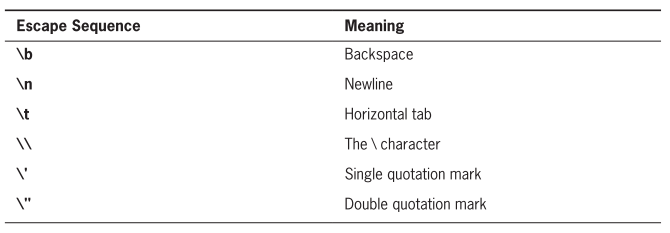 Escape Sequence Meaning
\b Backspace
\n Newline
\t Horizontal tab
\\ The \ character
\' Single quotation mark
\" Double quotation mark